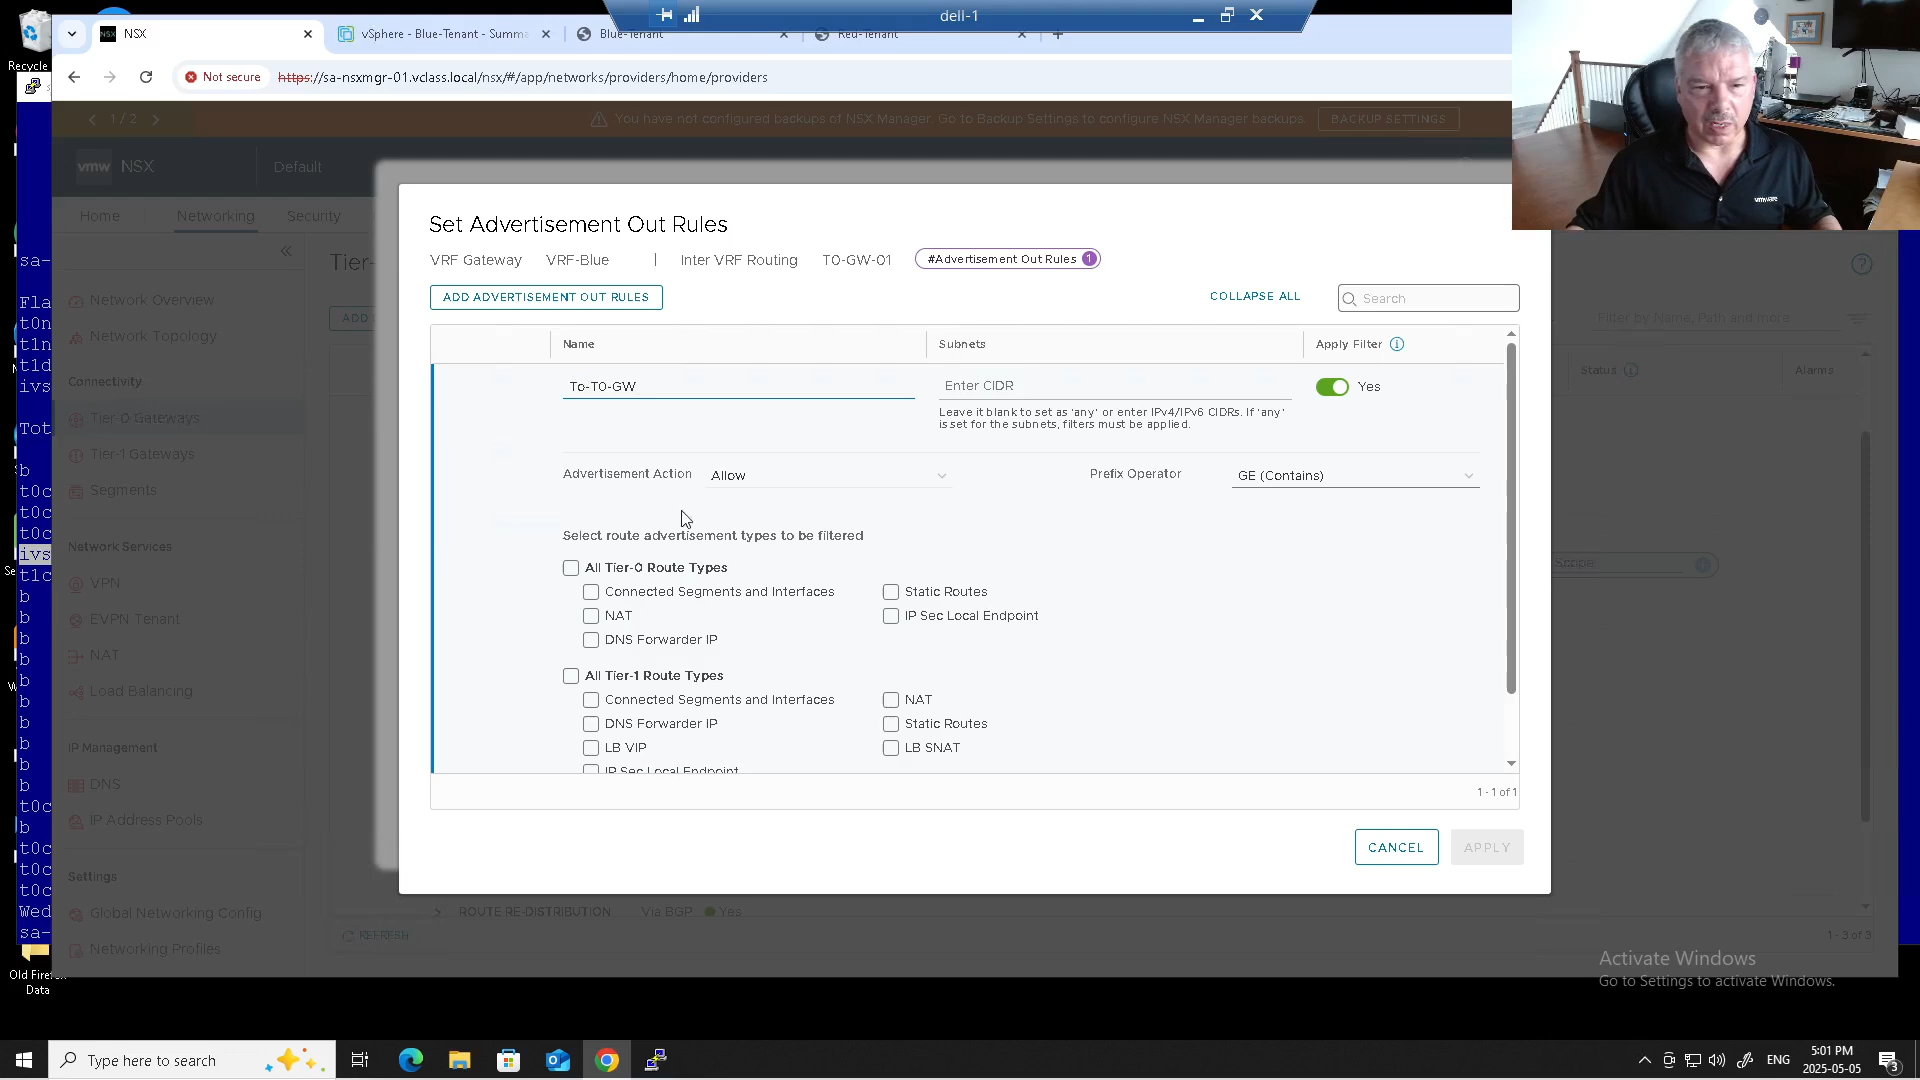 dell-1
NSX
vSphere - Blue-Tenant - Summa
Blue-Tenant
Red-Tenant
Recycle
Not secure
https://sa-nsxmgr-01.vclass.local/nsx/#/app/networks/providers/home/providers
1 / 2
You have not configured backups of NSX Manager. Go to Backup Settings to configure NSX Manager backups.
BACKUP SETTINGS
vmw NSX
Default
Home
Networking
Security
Set Advertisement Out Rules
VRF Gateway VRF-Blue | Inter VRF Routing T0-GW-01 #Advertisement Out Rules 1
ADD ADVERTISEMENT OUT RULES
COLLAPSE ALL
Search
Name
Subnets
Apply Filter
To-T0-GW
Enter CIDR
Yes
Leave it blank to set as 'any' or enter IPv4/IPv6 CIDRs. If 'any'
is set for the subnets, filters must be applied.
Advertisement Action
Allow
Prefix Operator
GE (Contains)
Select route advertisement types to be filtered
All Tier-0 Route Types
Connected Segments and Interfaces
Static Routes
NAT
IP Sec Local Endpoint
DNS Forwarder IP
All Tier-1 Route Types
Connected Segments and Interfaces
NAT
DNS Forwarder IP
Static Routes
LB VIP
LB SNAT
IP Sec Local Endpoint
1 - 1 of 1
CANCEL
APPLY
Tier-
ADD
Network Overview
Network Topology
Connectivity
Tier-0 Gateways
Tier-1 Gateways
Segments
Network Services
VPN
EVPN Tenant
NAT
Load Balancing
IP Management
DNS
IP Address Pools
Settings
Global Networking Config
Networking Profiles
Filter by Name, Path and more
Status
Alarms
Scope
ROUTE RE-DISTRIBUTION
Via BGP
Yes
REFRESH
1 - 3 of 3
sa-
Fla
t0n
t1n
t1d
ivs
Tot
b
t0c
t0c
t0c
ivs
t1c
b
b
b
b
b
b
b
b
b
b
t0c
b
t0c
t0c
t0c
Wed
sa-
Old Firef
Data
Activate Windows
Go to Settings to activate Windows.
vmware
Type here to search
ENG
5:01 PM
2025-05-05
3